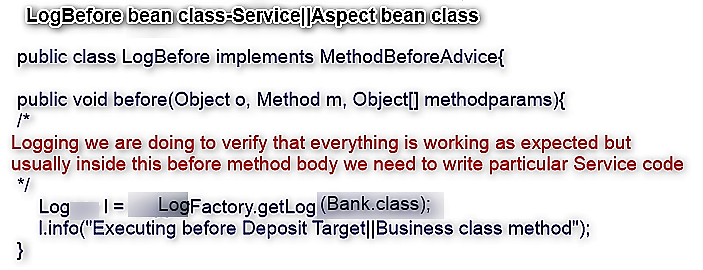 LogBefore bean class-Service||Aspect bean class
public class LogBefore implements MethodBeforeAdvice{
public void before(Object o, Method m, Object[] methodparams){
/*
Logging we are doing to verify that everything is working as expected but
usually inside this before method body we need to write particular Service code
*/
Log l = LogFactory.getLog (Bank.class);
l.info("Executing before Deposit Target||Business class method");
}